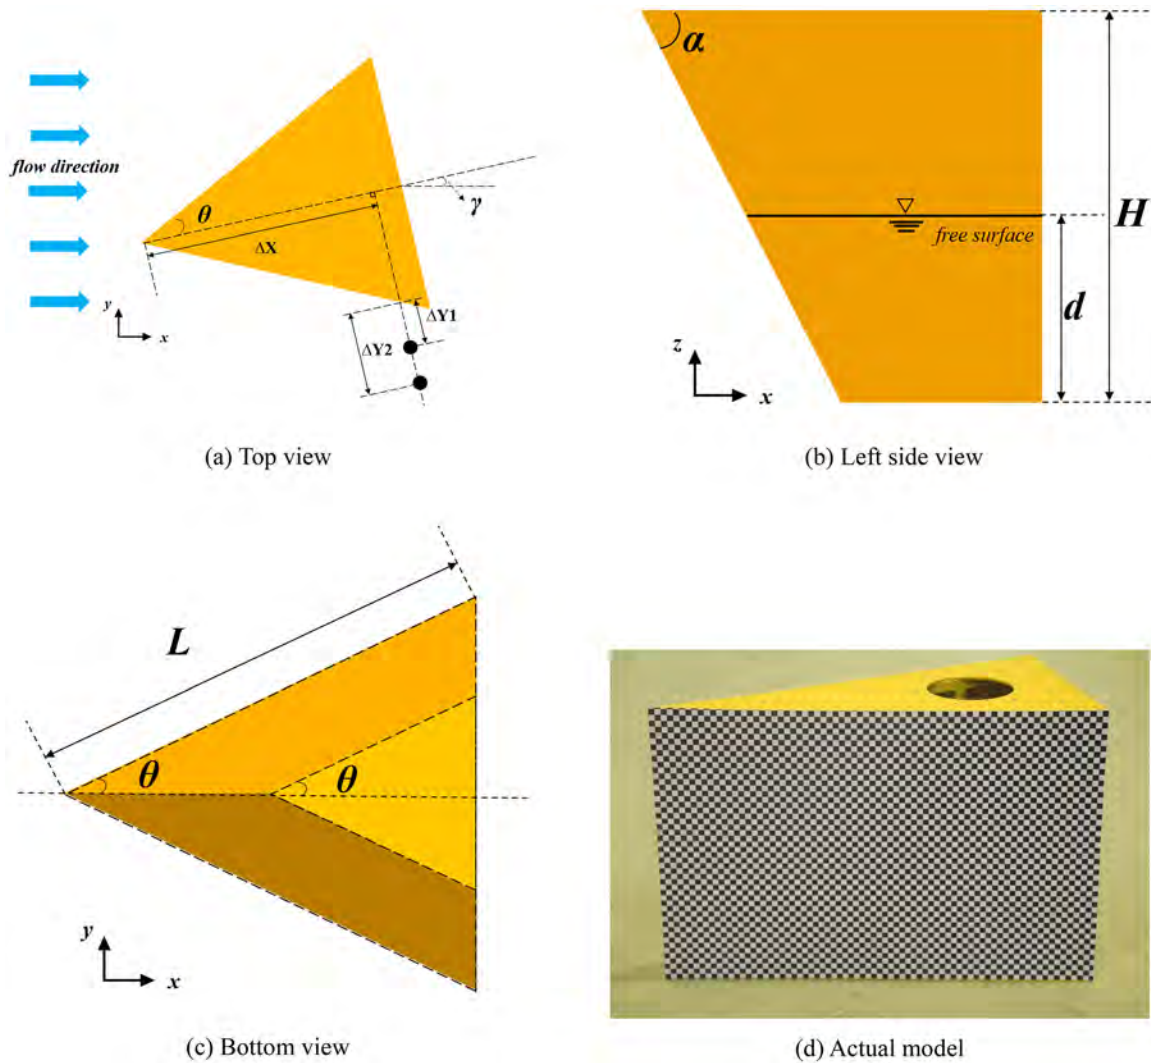 flow direction
θ
ΔX
γ
ΔY1
ΔY2
y
x
(a) Top view
α
H
free surface
d
z
x
(b) Left side view
L
θ
θ
y
x
(c) Bottom view
(d) Actual model